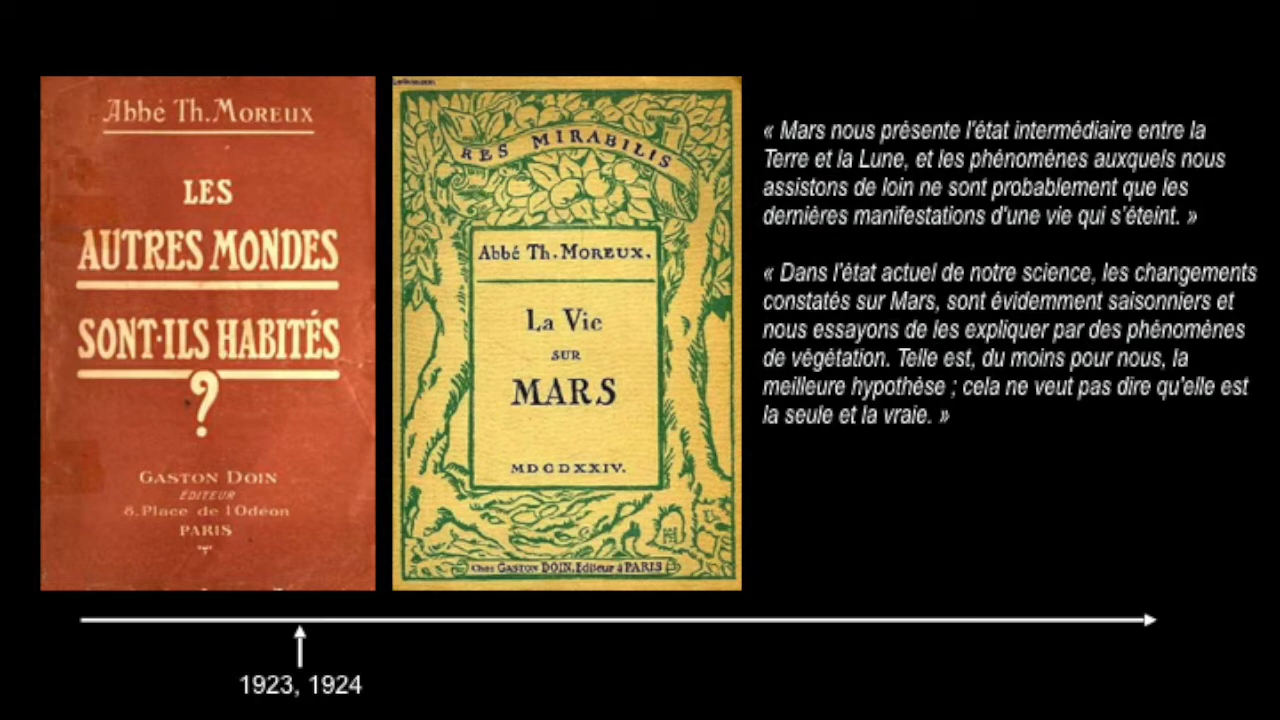 Abbé Th. MOREUX
LES
AUTRES MONDES
SONT-ILS HABITÉS
?
GASTON DOIN
ÉDITEUR
8. Place de l'Odéon
PARIS
RES MIRABILIS
Abbé Th. MOREUX.
La Vie
SUR
MARS
MDCDXXIV.
Chez GASTON DOIN, Editeur à PARIS
« Mars nous présente l'état intermédiaire entre la
Terre et la Lune, et les phénomènes auxquels nous
assistons de loin ne sont probablement que les
dernières manifestations d'une vie qui s'éteint. »
« Dans l'état actuel de notre science, les changements
constatés sur Mars, sont évidemment saisonniers et
nous essayons de les expliquer par des phénomènes
de végétation. Telle est, du moins pour nous, la
meilleure hypothèse ; cela ne veut pas dire qu'elle est
la seule et la vraie. »
1923, 1924